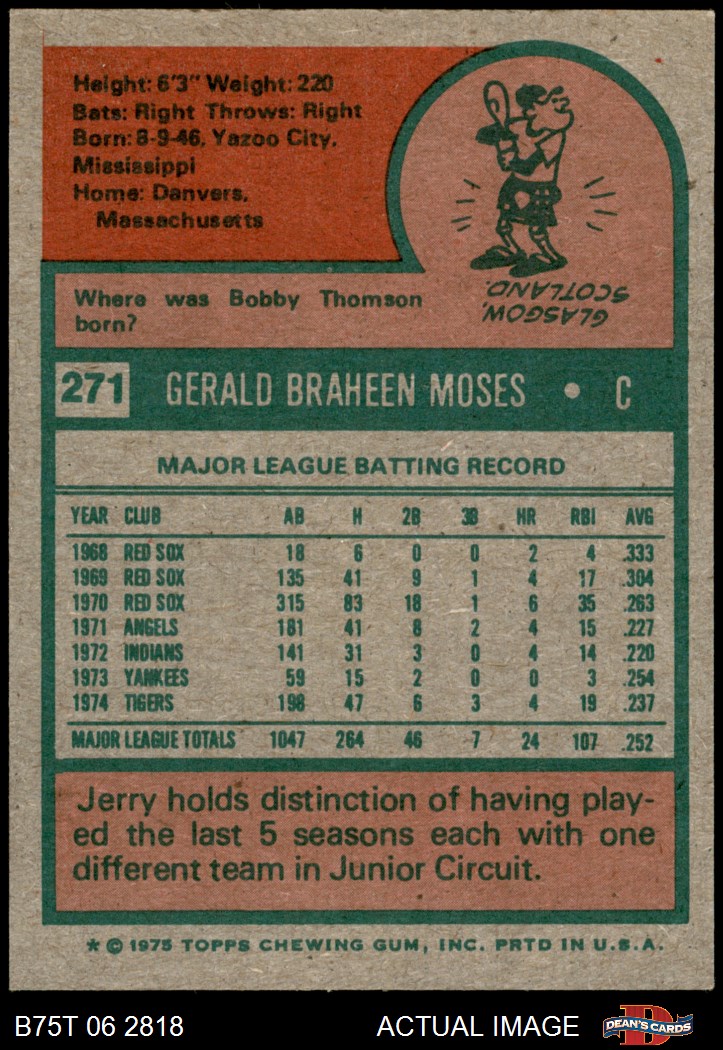 Height: 6'3" Weight: 220
Bats: Right Throws: Right
Born: 8-9-46, Yazoo City,
Mississippi
Home: Danvers,
Massachusetts
GLASGOW,
SCOTLAND.
Where was Bobby Thomson
born?
271 GERALD BRAHEEN MOSES • C
MAJOR LEAGUE BATTING RECORD
YEAR CLUB AB H 2B 3B HR RBI AVG
1968 RED SOX 18 6 0 0 2 4 .333
1969 RED SOX 135 41 9 1 4 17 .304
1970 RED SOX 315 83 18 1 6 35 .263
1971 ANGELS 181 41 8 2 4 15 .227
1972 INDIANS 141 31 3 0 4 14 .220
1973 YANKEES 59 15 2 0 0 3 .254
1974 TIGERS 198 47 6 3 4 19 .237
MAJOR LEAGUE TOTALS 1047 264 46 7 24 107 .252
Jerry holds distinction of having play-
ed the last 5 seasons each with one
different team in Junior Circuit.
* © 1975 TOPPS CHEWING GUM, INC. PRTD IN U.S.A.
B75T 06 2818 ACTUAL IMAGE D DEAN'S CARDS